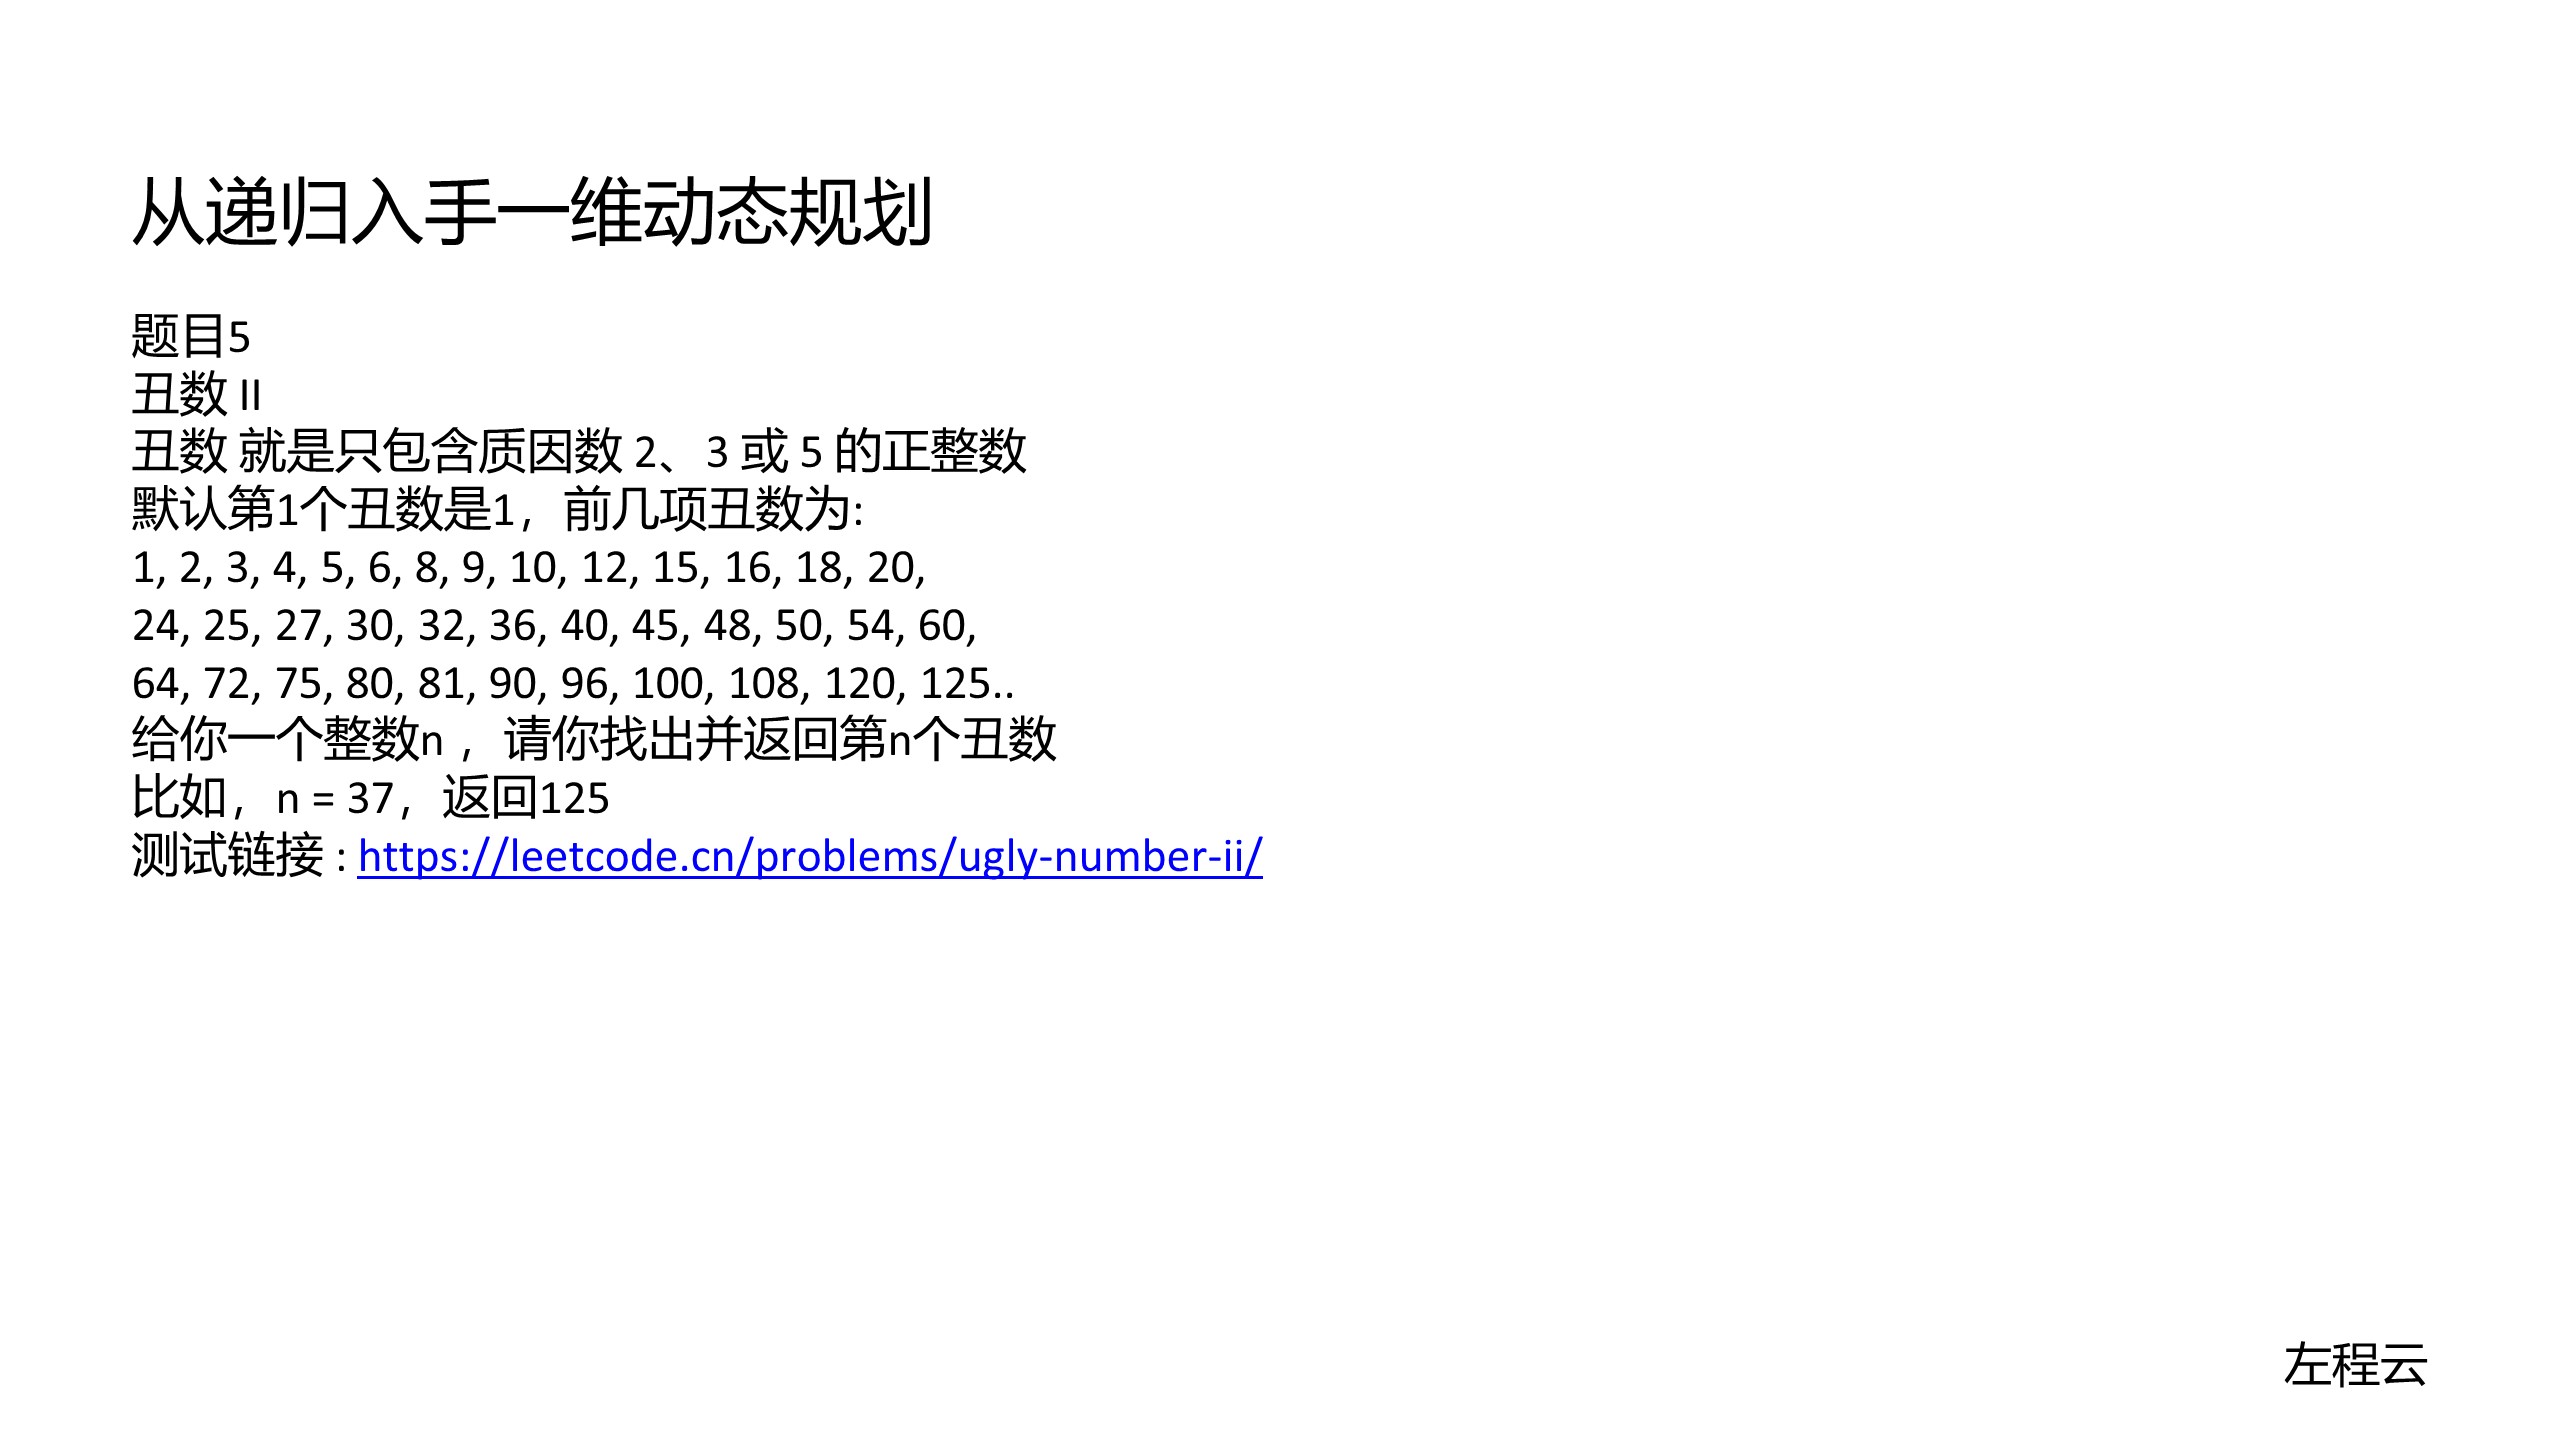 从递归入手一维动态规划
题目5
丑数 II
丑数 就是只包含质因数 2、3 或 5 的正整数
默认第1个丑数是1，前几项丑数为:
1, 2, 3, 4, 5, 6, 8, 9, 10, 12, 15, 16, 18, 20,
24, 25, 27, 30, 32, 36, 40, 45, 48, 50, 54, 60,
64, 72, 75, 80, 81, 90, 96, 100, 108, 120, 125..
给你一个整数n ，请你找出并返回第n个丑数
比如，n = 37，返回125
测试链接 : https://leetcode.cn/problems/ugly-number-ii/
左程云